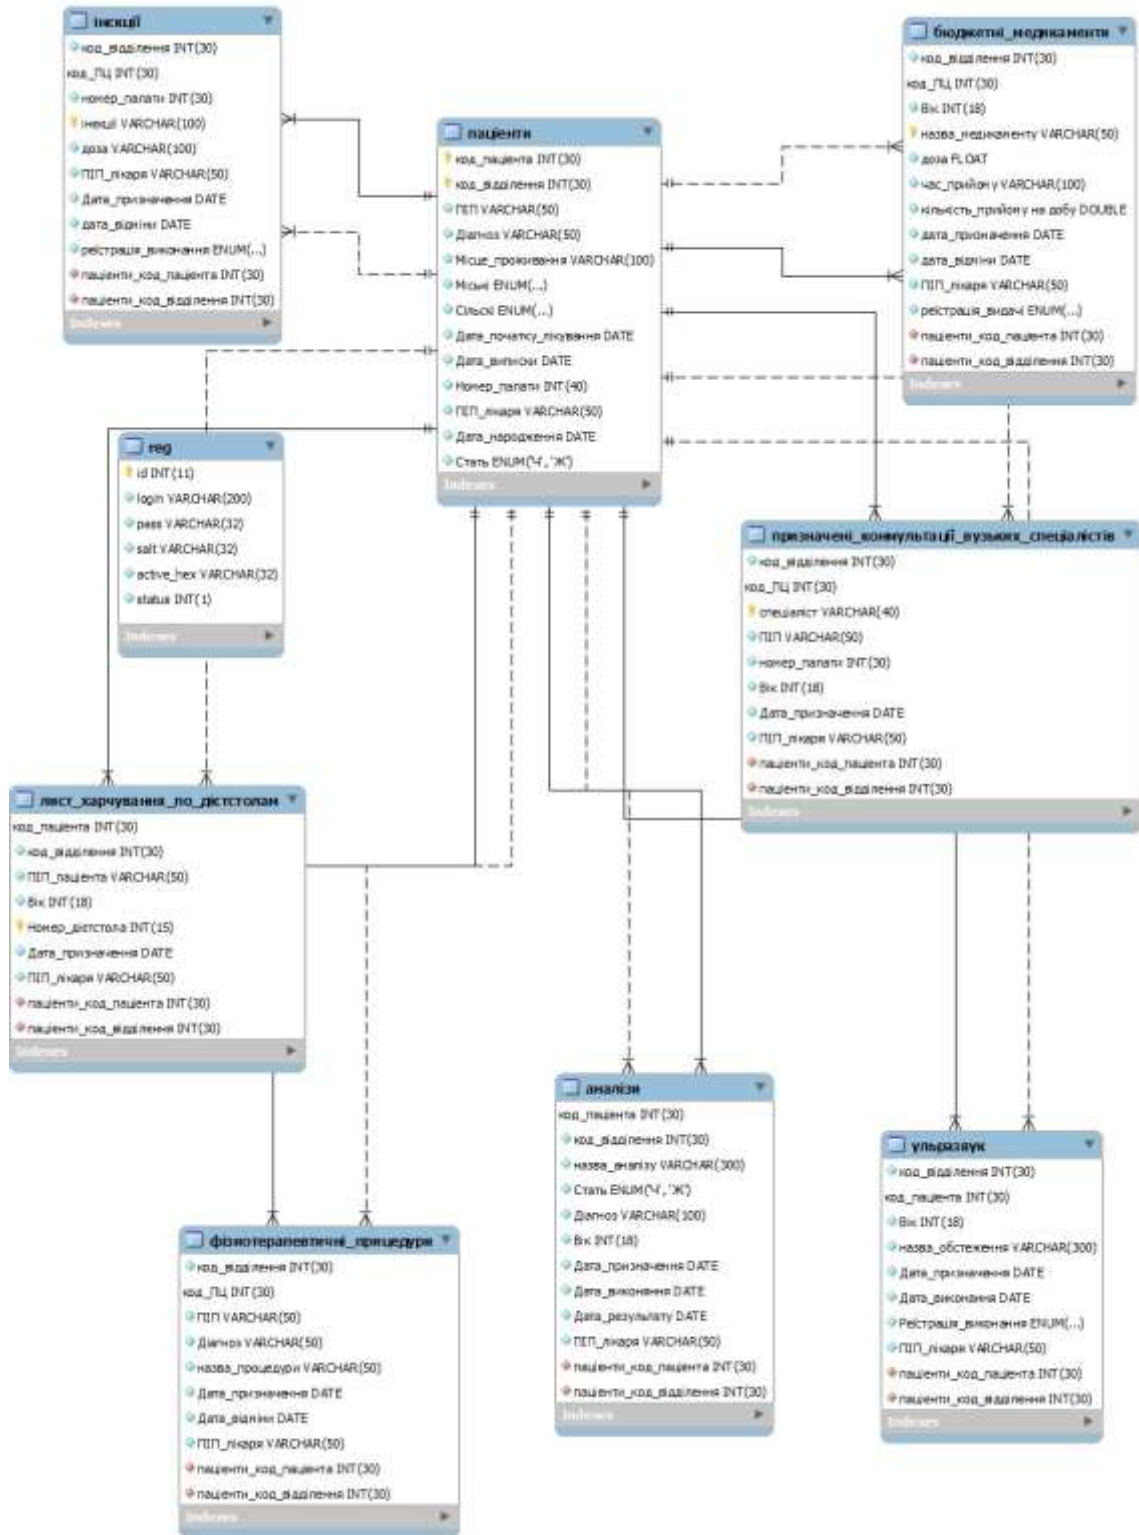 інєкції
код_відділення INT(30)
код_ПЦ INT(30)
номер_палати INT(30)
інекції VARCHAR(100)
доза VARCHAR(100)
ПІП_лікаря VARCHAR(50)
Дата_призначення DATE
дата_відміни DATE
реістрація_виконання ENUM(...)
пацієнти_код_пацієнта INT(30)
пацієнти_код_відділення INT(30)
Indexes
бюджетні_медикаменти
код_відділення INT(30)
код_ПЦ INT(30)
Вік INT(18)
назва_медикаменту VARCHAR(50)
доза FLOAT
час_прийому VARCHAR(100)
кількість_прийому на добу DOUBLE
дата_призначення DATE
дата_відміни DATE
ПІП_лікаря VARCHAR(50)
реістрація_видачі ENUM(...)
пацієнти_код_пацієнта INT(30)
пацієнти_код_відділення INT(30)
Indexes
пацієнти
код_пацієнта INT(30)
код_відділення INT(30)
ПІП VARCHAR(50)
Діагноз VARCHAR(50)
Місце_проживання VARCHAR(100)
Міські ENUM(...)
Сільскі ENUM(...)
Дата_початку_лікування DATE
Дата_виписки DATE
Номер_палати INT(40)
ПІП_лікаря VARCHAR(50)
Дата_народження DATE
Стать ENUM('Ч', 'Ж')
Indexes
reg
id INT(11)
login VARCHAR(200)
pass VARCHAR(32)
salt VARCHAR(32)
active_hex VARCHAR(32)
status INT(1)
Indexes
призначені_конмультації_вузьких_спеціалістів
код_відділення INT(30)
код_ПЦ INT(30)
спеціаліст VARCHAR(40)
ПІП VARCHAR(50)
номер_палати INT(30)
Вік INT(18)
Дата_призначення DATE
ПІП_лікаря VARCHAR(50)
пацієнти_код_пацієнта INT(30)
пацієнти_код_відділення INT(30)
Indexes
лист_харчування_по_дієтстолам
код_пацієнта INT(30)
код_відділення INT(30)
ПІП_пацієнта VARCHAR(50)
Вік INT(18)
Номер_дієтстола INT(15)
Дата_призначення DATE
ПІП_лікаря VARCHAR(50)
пацієнти_код_пацієнта INT(30)
пацієнти_код_відділення INT(30)
Indexes
аналізи
код_пацієнта INT(30)
код_відділення INT(30)
назва_аналізу VARCHAR(300)
Стать ENUM('Ч', 'Ж')
Діагноз VARCHAR(100)
Вік INT(18)
Дата_призначення DATE
Дата_виконання DATE
Дата_результату DATE
ПІП_лікаря VARCHAR(50)
пацієнти_код_пацієнта INT(30)
пацієнти_код_відділення INT(30)
Indexes
ульразвук
код_відділення INT(30)
код_пацієнта INT(30)
Вік INT(18)
назва_обстеження VARCHAR(300)
Дата_призначення DATE
Дата_виконання DATE
Реістрація_виконання ENUM(...)
ПІП_лікаря VARCHAR(50)
пацієнти_код_пацієнта INT(30)
пацієнти_код_відділення INT(30)
Indexes
фізиотерапевтичні_прицедури
код_відділення INT(30)
код_ПЦ INT(30)
ПІП VARCHAR(50)
Діагноз VARCHAR(50)
назва_процедури VARCHAR(50)
Дата_призначення DATE
Дата_відміни DATE
ПІП_лікаря VARCHAR(50)
пацієнти_код_пацієнта INT(30)
пацієнти_код_відділення INT(30)
Indexes